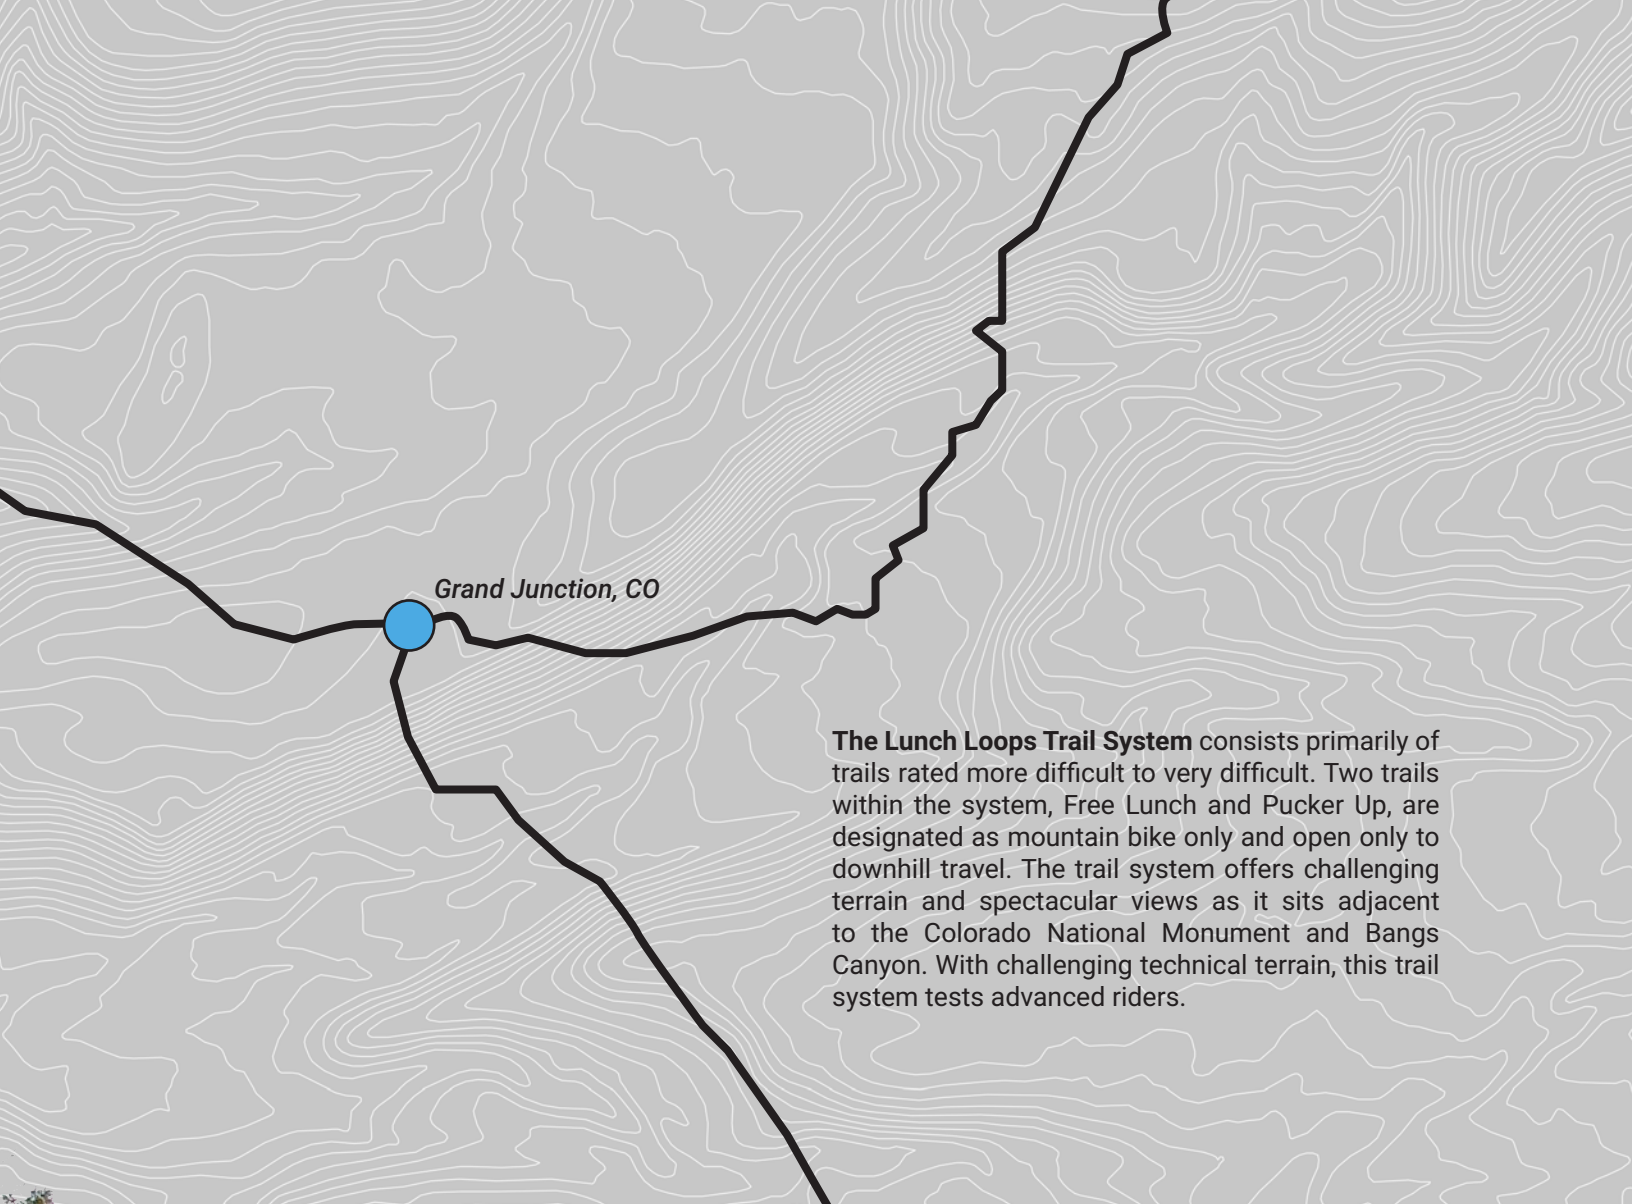 Grand Junction, CO
The Lunch Loops Trail System consists primarily of
trails rated more difficult to very difficult. Two trails
within the system, Free Lunch and Pucker Up, are
designated as mountain bike only and open only to
downhill travel. The trail system offers challenging
terrain and spectacular views as it sits adjacent
to the Colorado National Monument and Bangs
Canyon. With challenging technical terrain, this trail
system tests advanced riders.